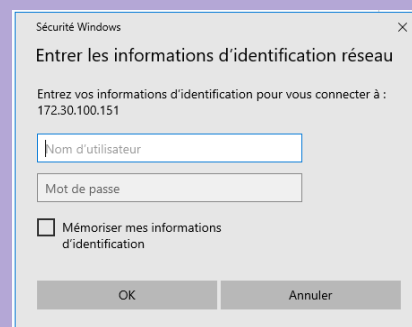 Sécurité Windows
Entrer les informations d'identification réseau
Entrez vos informations d'identification pour vous connecter à :
172.30.100.151
Nom d'utilisateur
Mot de passe
Mémoriser mes informations
d'identification
OK
Annuler